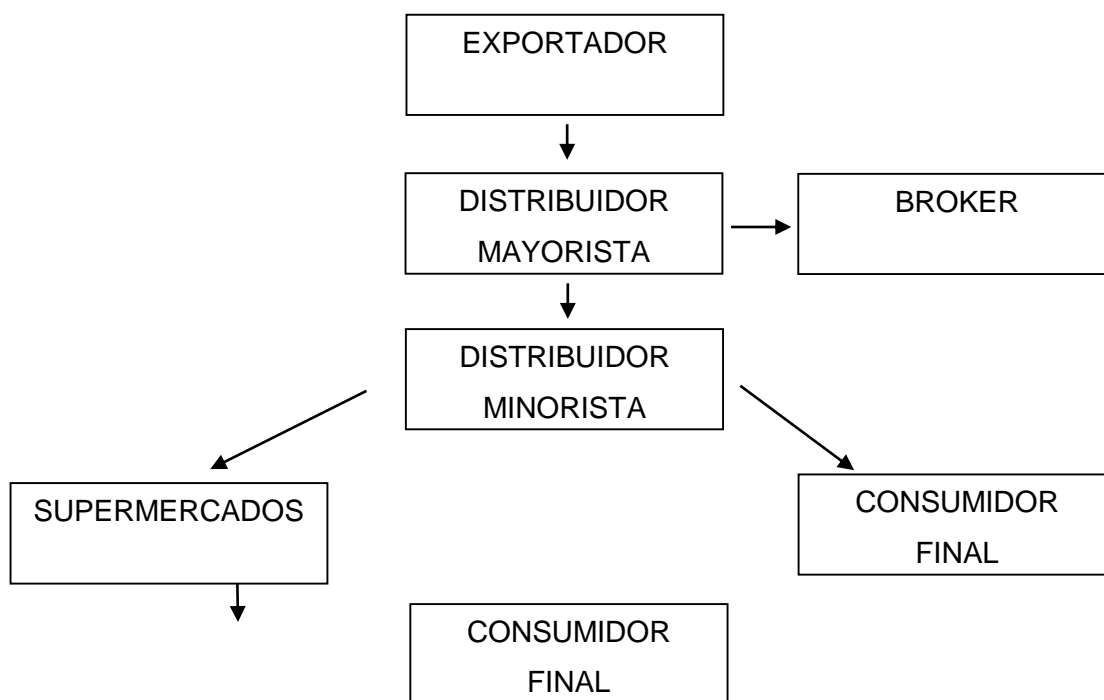 EXPORTADOR
DISTRIBUIDOR
MAYORISTA
BROKER
DISTRIBUIDOR
MINORISTA
SUPERMERCADOS
CONSUMIDOR
FINAL
CONSUMIDOR
FINAL